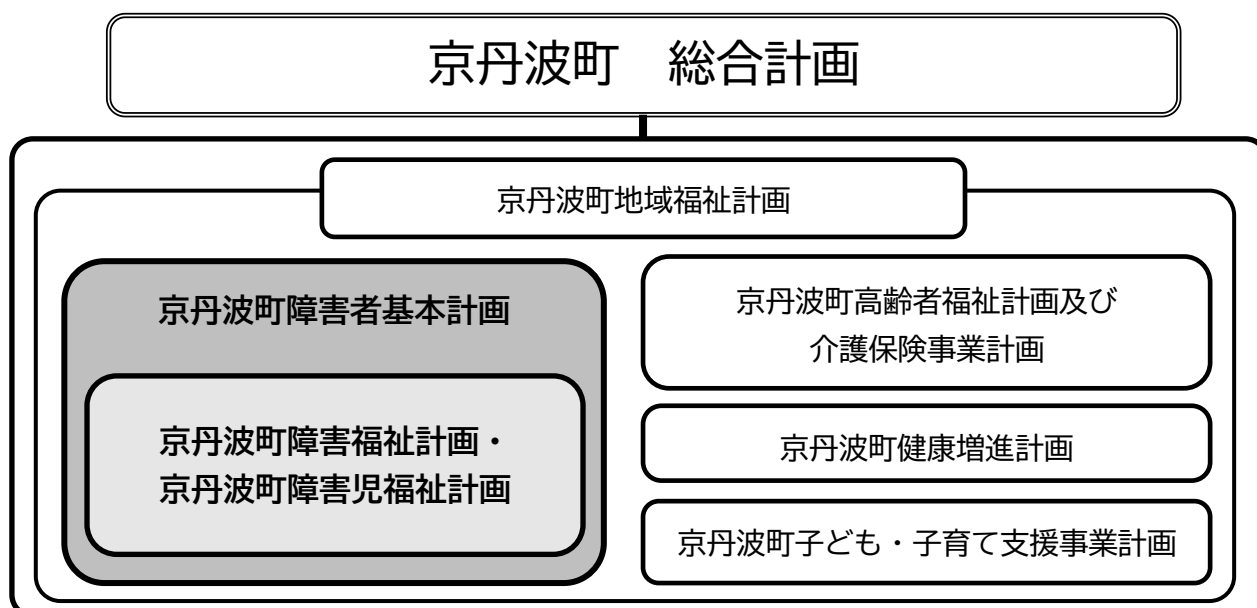 京丹波町　総合計画
京丹波町地域福祉計画
京丹波町障害者基本計画
京丹波町障害福祉計画・
京丹波町障害児福祉計画
京丹波町高齢者福祉計画及び
介護保険事業計画
京丹波町健康増進計画
京丹波町子ども・子育て支援事業計画